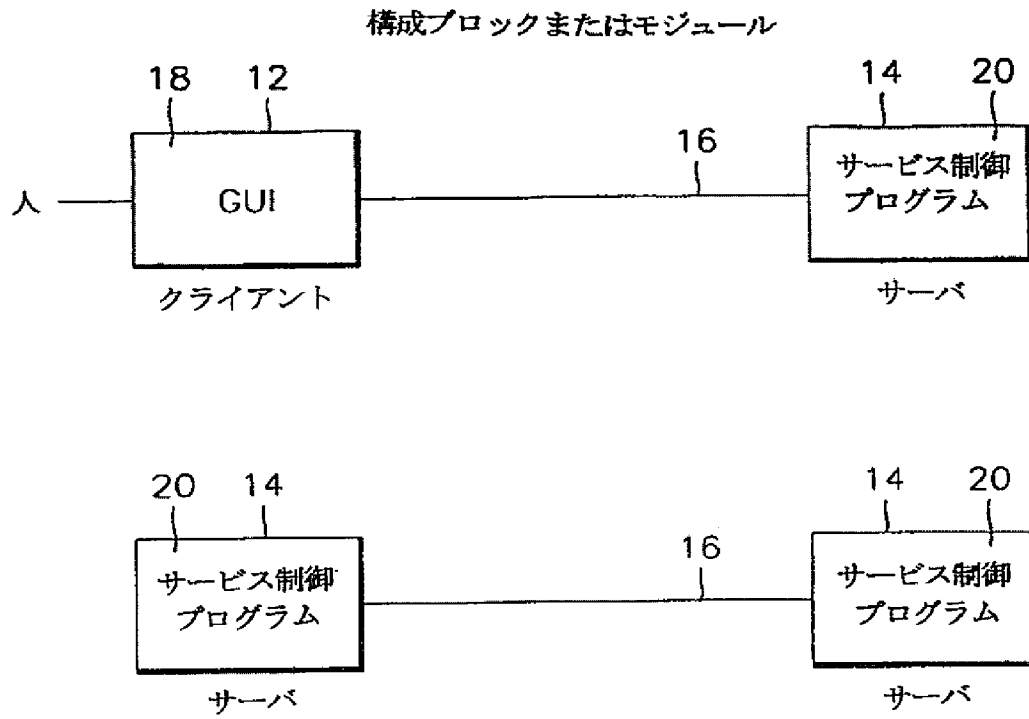 構成ブロックまたはモジュール
18 12
14 20
16
人
GUI
サービス制御
プログラム
クライアント
サーバ
20 14
14 20
16
サービス制御
プログラム
サービス制御
プログラム
サーバ
サーバ